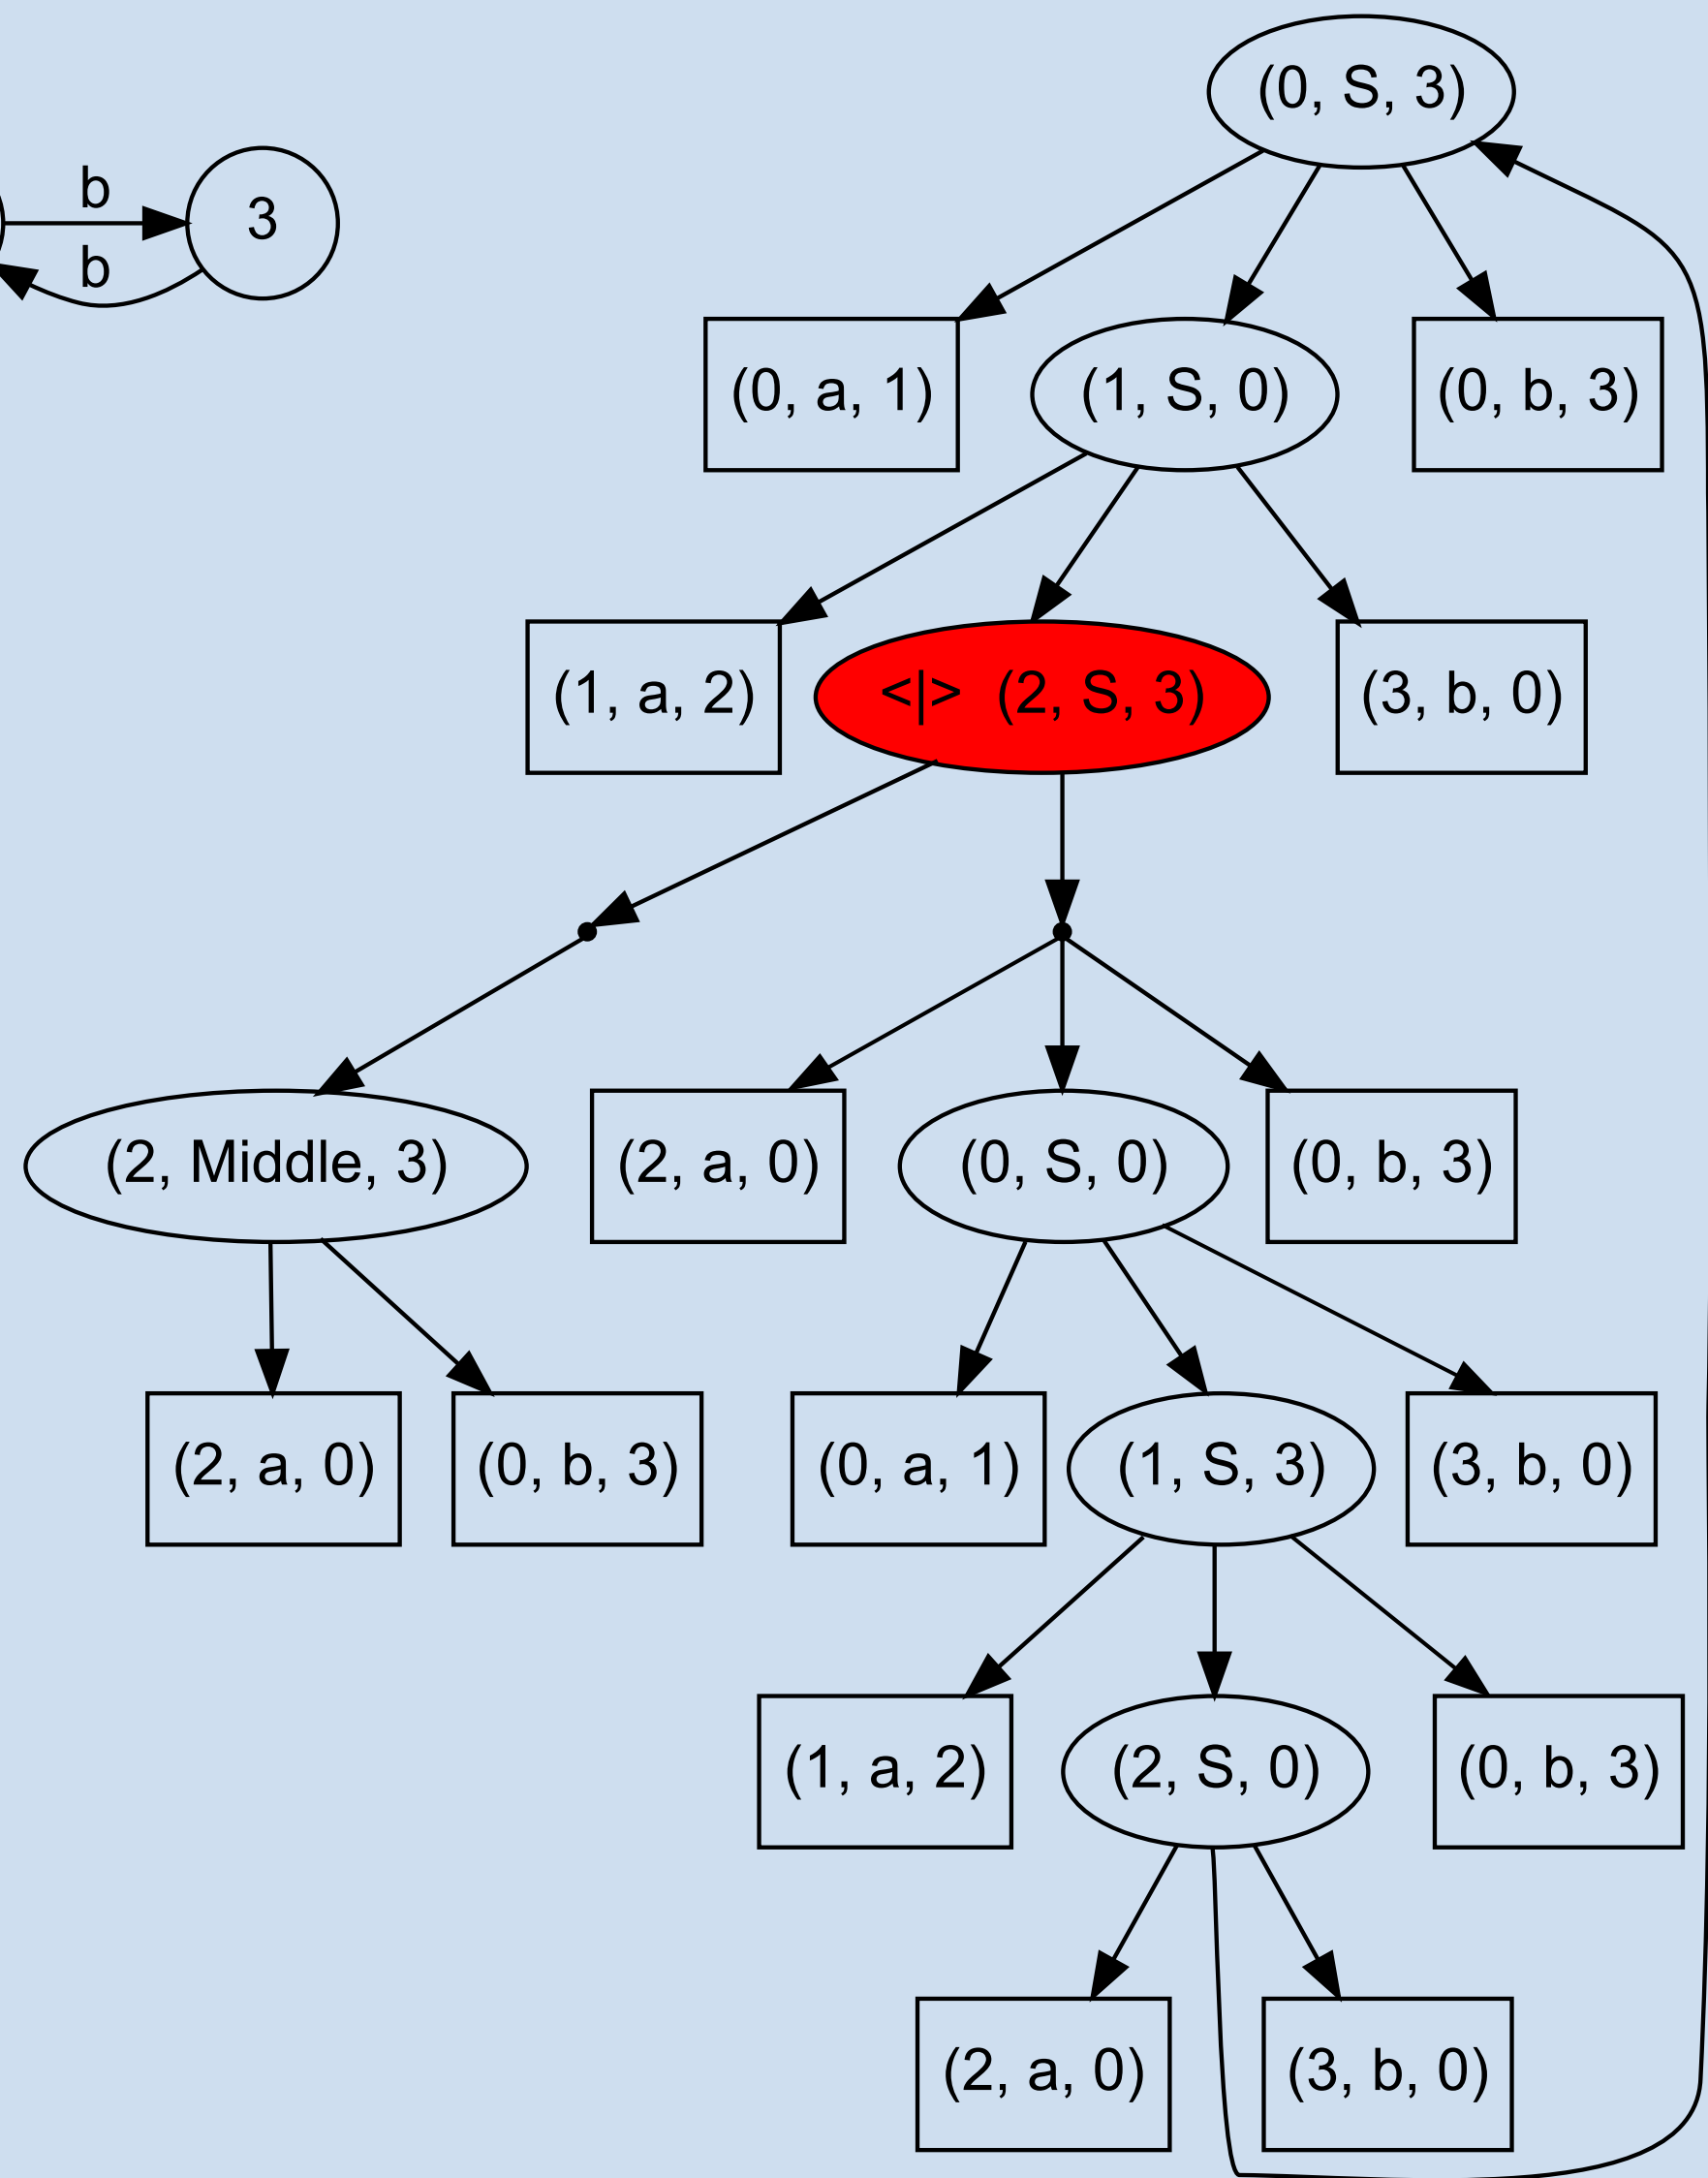 (0, S, 3)
b
3
b
(0, a, 1)
(1, S, 0)
(0, b, 3)
(1, a, 2)
<|> (2, S, 3)
(3, b, 0)
(2, Middle, 3)
(2, a, 0)
(0, S, 0)
(0, b, 3)
(2, a, 0)
(0, b, 3)
(0, a, 1)
(1, S, 3)
(3, b, 0)
(1, a, 2)
(2, S, 0)
(0, b, 3)
(2, a, 0)
(3, b, 0)